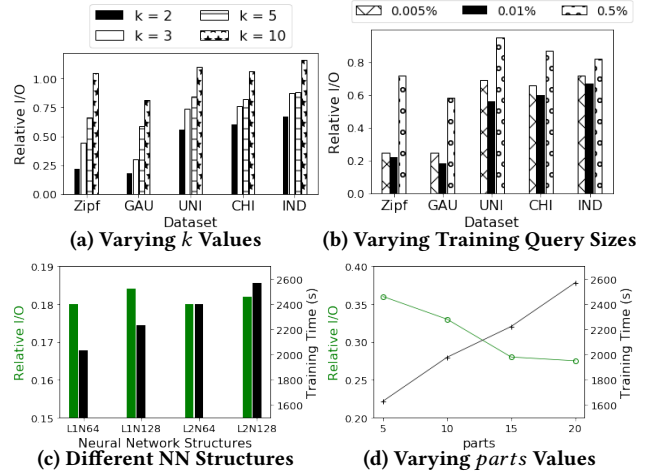 k = 2
k = 5
k = 3
k = 10
Relative I/O
1.00
0.75
0.50
0.25
0.00
Zipf GAU UNI CHI IND
Dataset
(a) Varying k Values
0.005% 0.01% 0.5%
Relative I/O
0.8
0.6
0.4
0.2
0.0
Zipf GAU UNI CHI IND
Dataset
(b) Varying Training Query Sizes
Relative I/O
0.19
0.18
0.17
0.16
0.15
2600
2400
2200
2000
1800
1600
Training Time (s)
L1N64 L1N128 L2N64 L2N128
Neural Network Structures
(c) Different NN Structures
Relative I/O
0.40
0.35
0.30
0.25
0.20
2600
2400
2200
2000
1800
1600
Training Time (s)
5 10 15 20
parts
(d) Varying parts Values